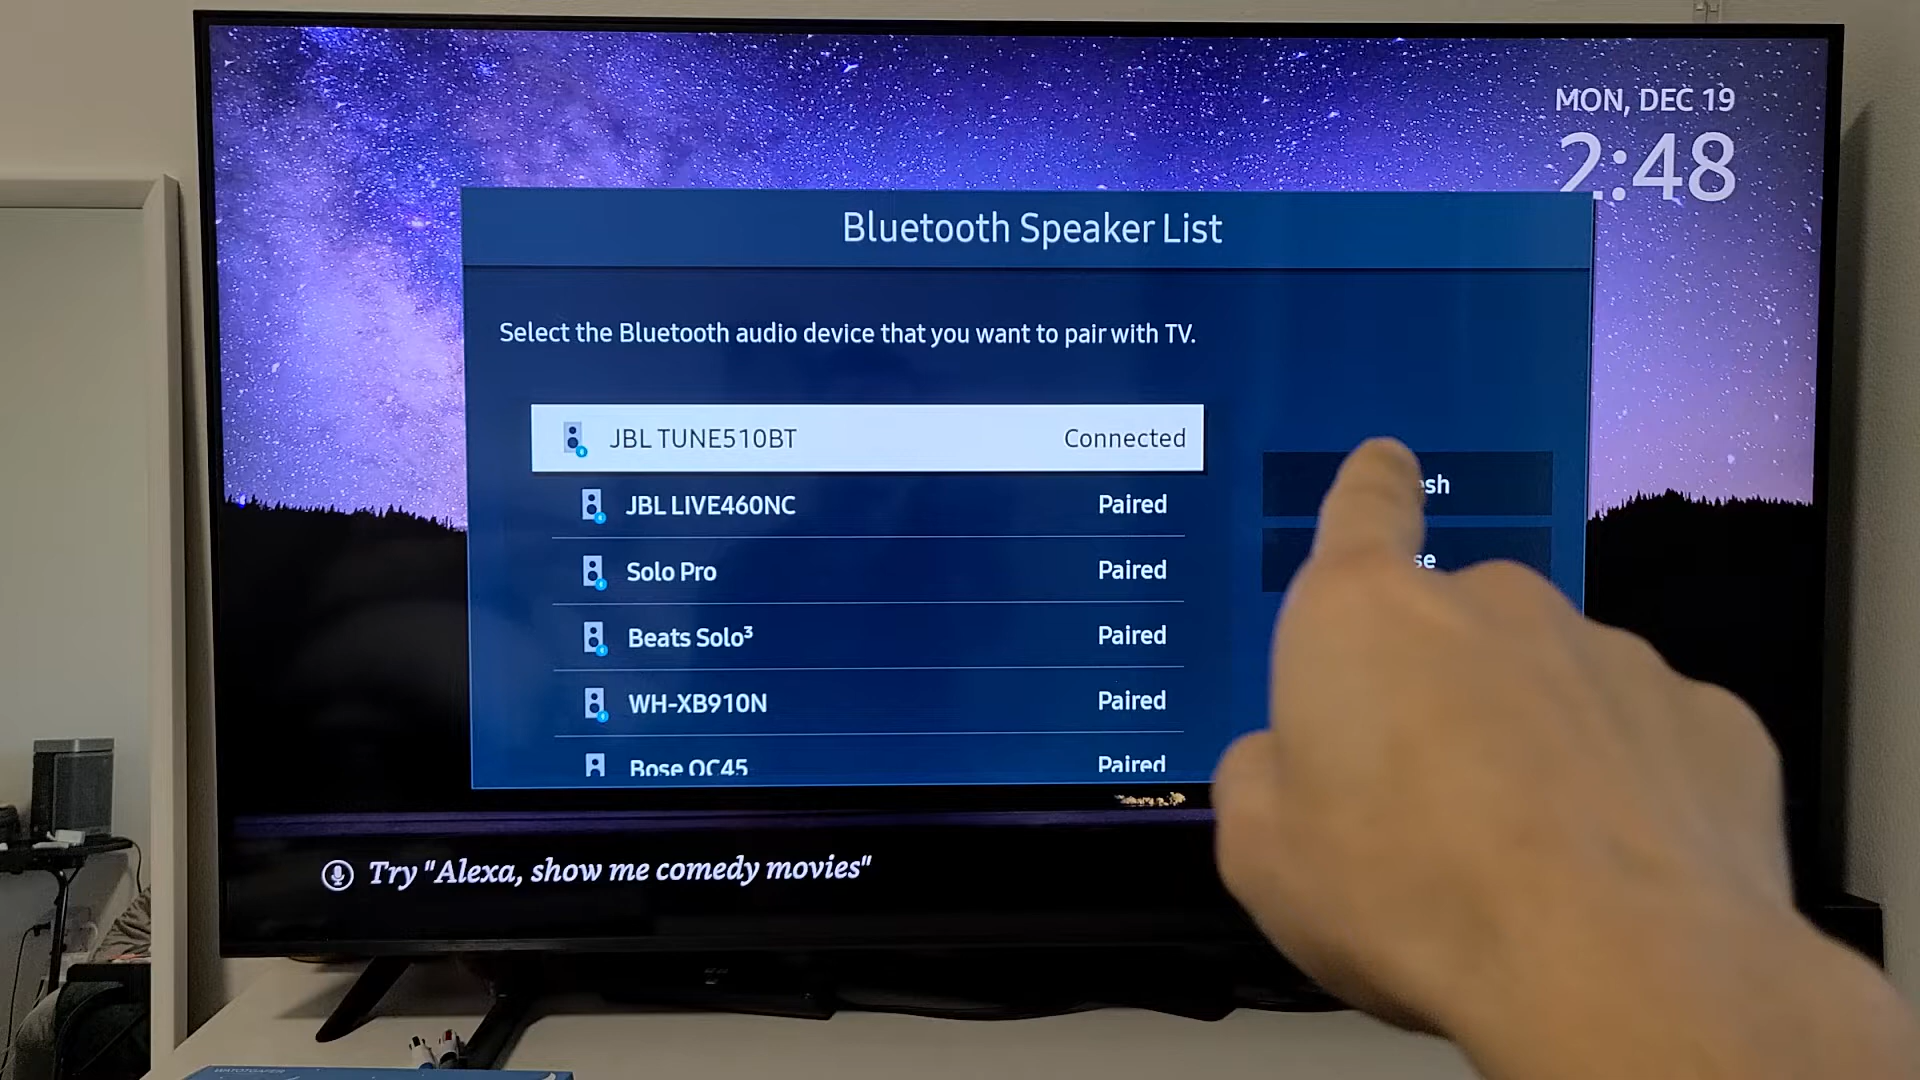 MON, DEC 19
2:48
Bluetooth Speaker List
Select the Bluetooth audio device that you want to pair with TV.
JBL TUNE510BT Connected
JBL LIVE460NC Paired
esh
Solo Pro Paired
se
Beats Solo³ Paired
WH-XB910N Paired
Bose QC45 Paired
Try "Alexa, show me comedy movies"